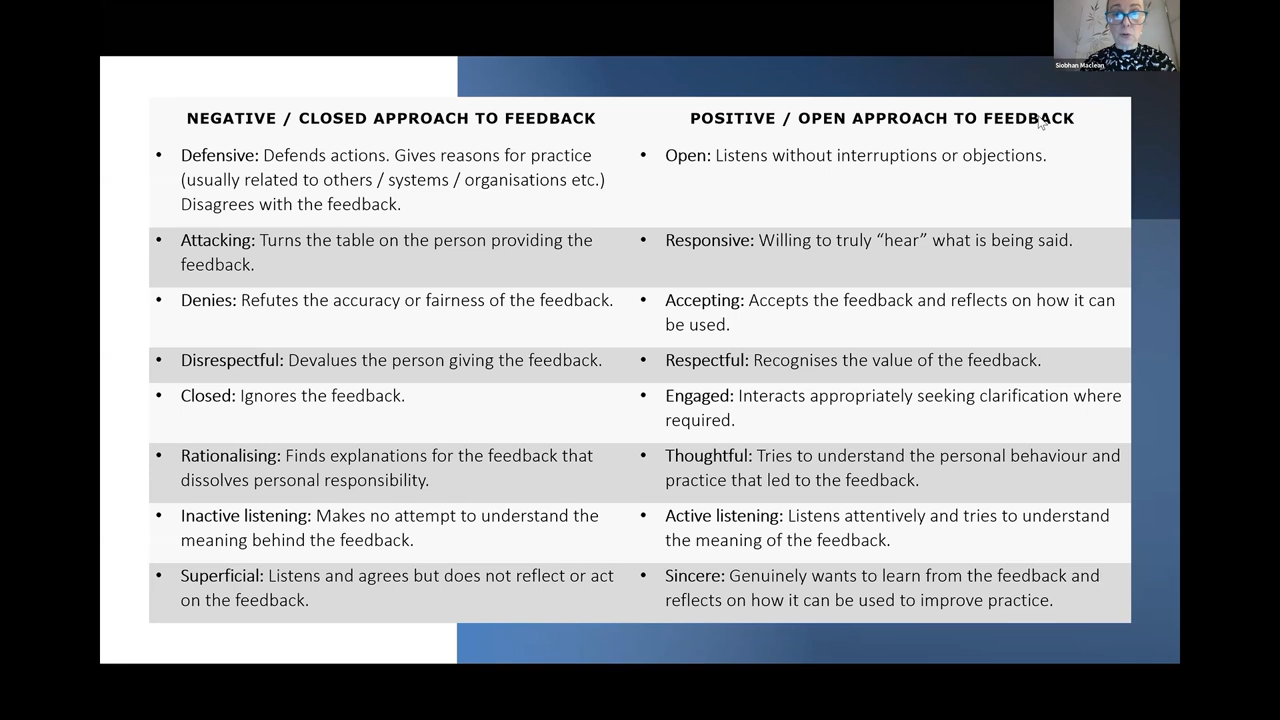 Siobhan Maclean
NEGATIVE / CLOSED APPROACH TO FEEDBACK
POSITIVE / OPEN APPROACH TO FEEDBACK
• Defensive: Defends actions. Gives reasons for practice
(usually related to others / systems / organisations etc.)
Disagrees with the feedback.
• Open: Listens without interruptions or objections.
• Attacking: Turns the table on the person providing the
feedback.
• Responsive: Willing to truly “hear” what is being said.
• Denies: Refutes the accuracy or fairness of the feedback.
• Accepting: Accepts the feedback and reflects on how it can
be used.
• Disrespectful: Devalues the person giving the feedback.
• Respectful: Recognises the value of the feedback.
• Closed: Ignores the feedback.
• Engaged: Interacts appropriately seeking clarification where
required.
• Rationalising: Finds explanations for the feedback that
dissolves personal responsibility.
• Thoughtful: Tries to understand the personal behaviour and
practice that led to the feedback.
• Inactive listening: Makes no attempt to understand the
meaning behind the feedback.
• Active listening: Listens attentively and tries to understand
the meaning of the feedback.
• Superficial: Listens and agrees but does not reflect or act
on the feedback.
• Sincere: Genuinely wants to learn from the feedback and
reflects on how it can be used to improve practice.